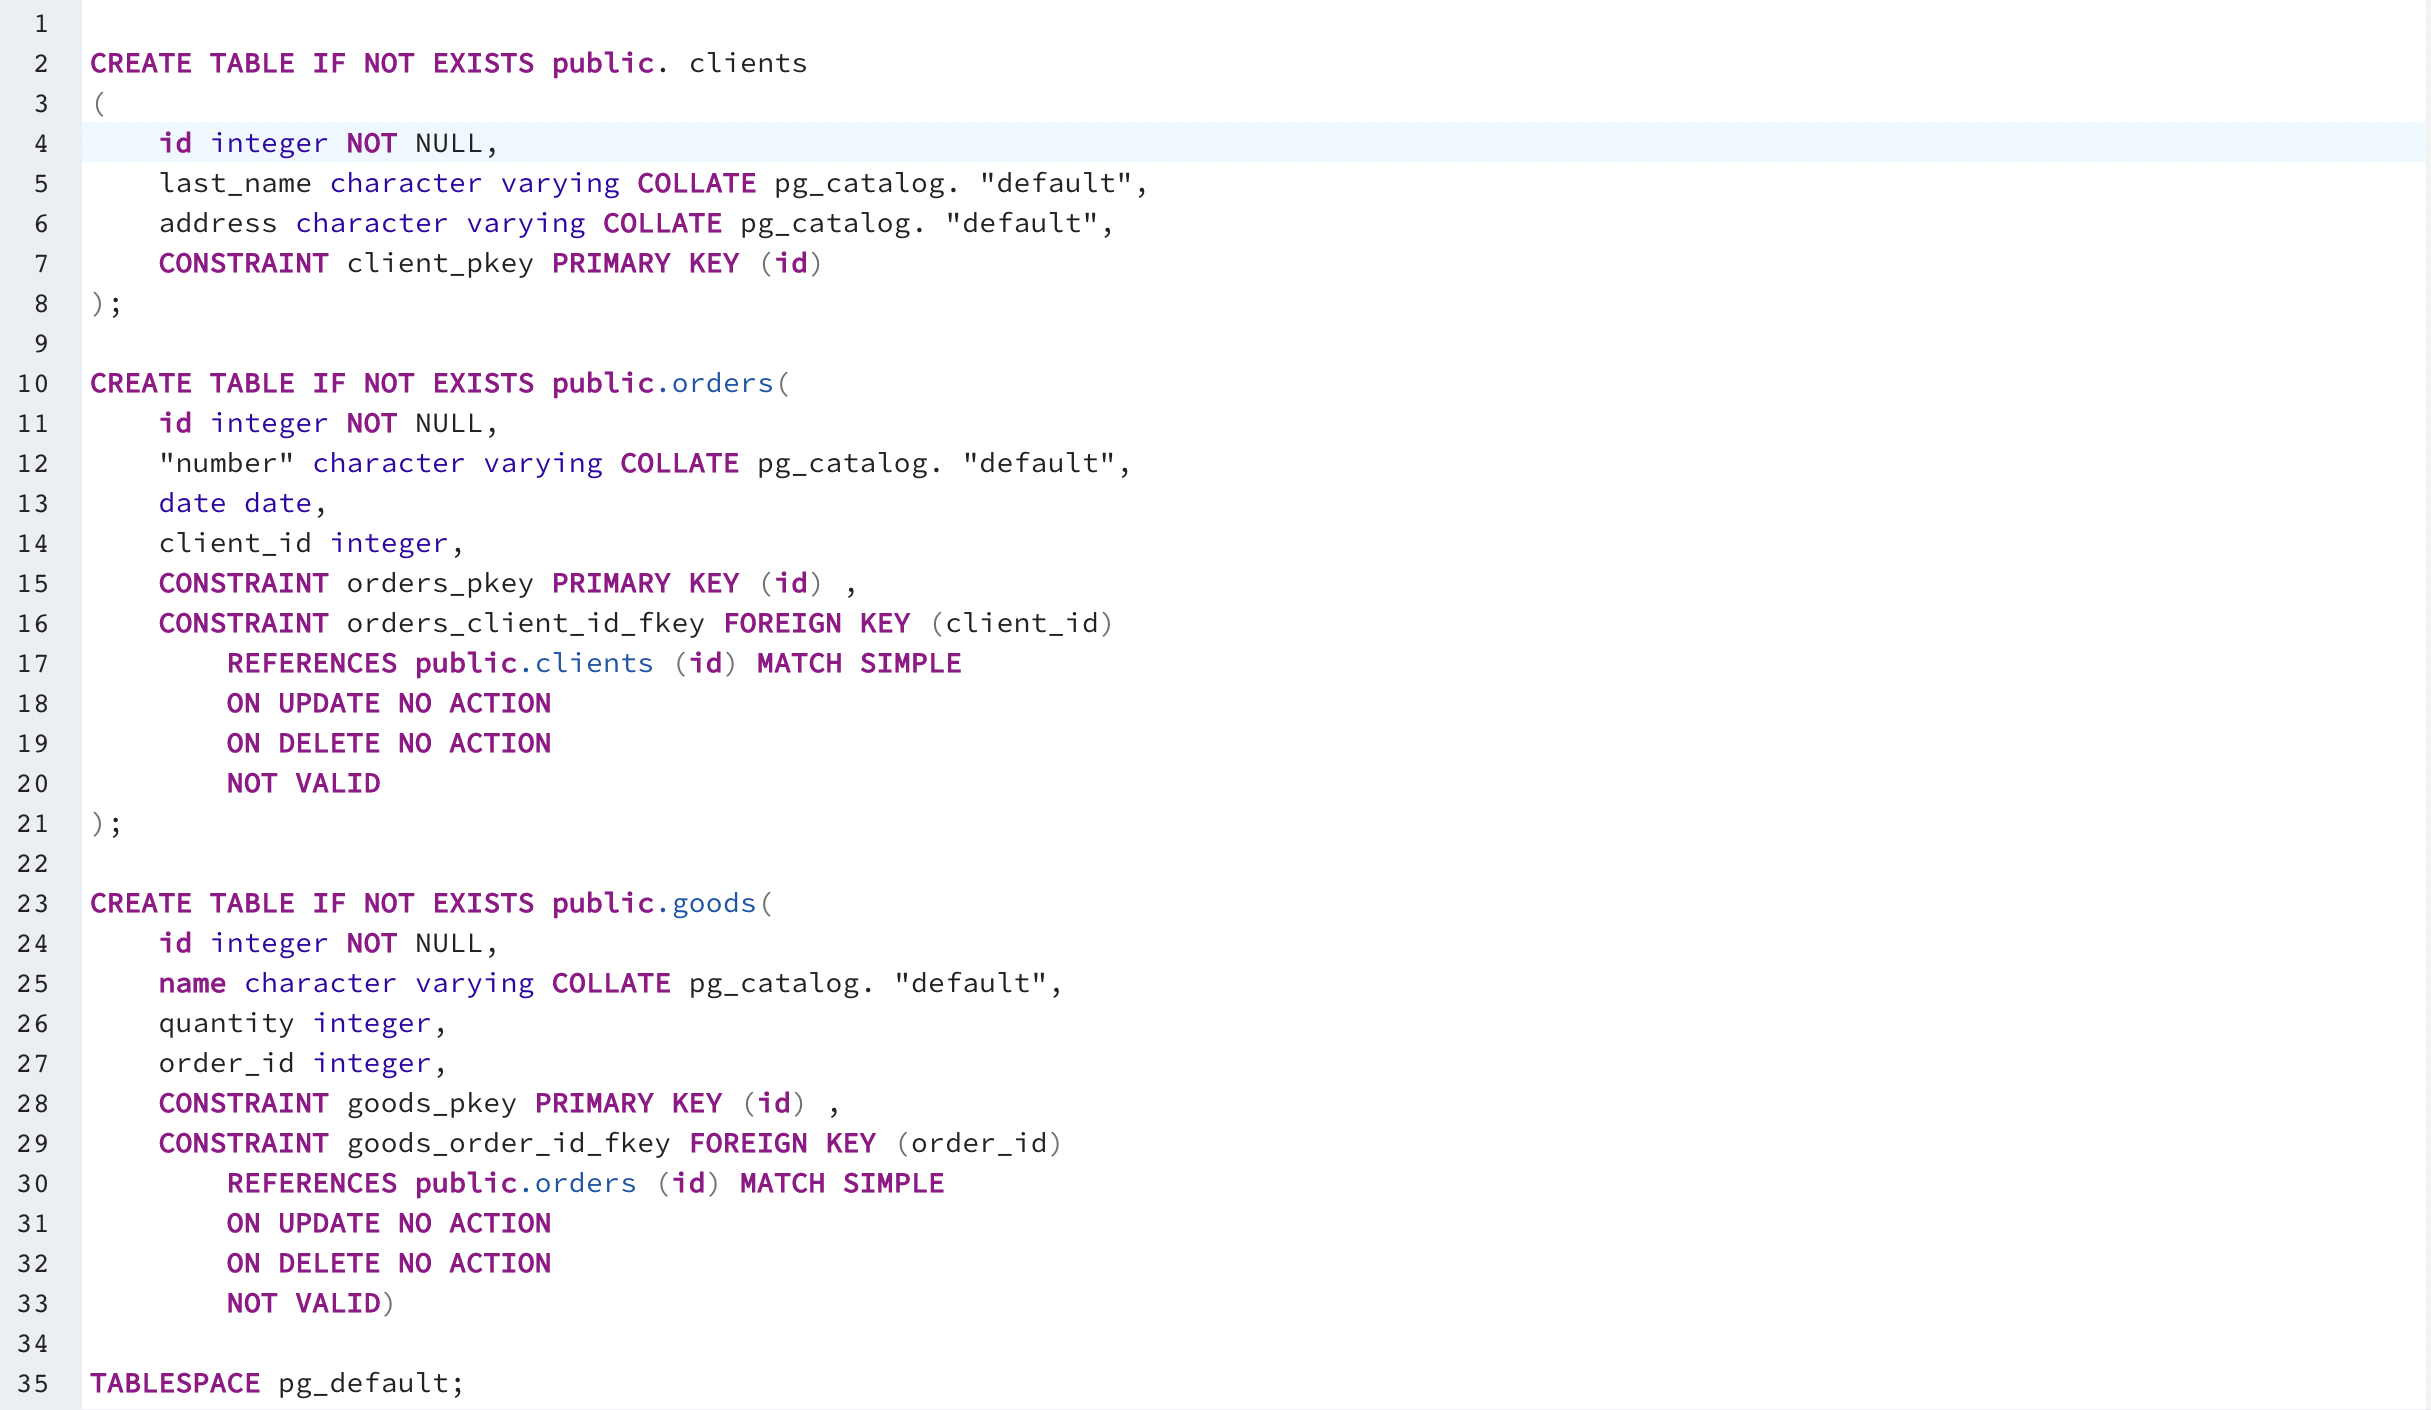 1
2 CREATE TABLE IF NOT EXISTS public. clients
3 (
4 id integer NOT NULL,
5 last_name character varying COLLATE pg_catalog. "default",
6 address character varying COLLATE pg_catalog. "default",
7 CONSTRAINT client_pkey PRIMARY KEY (id)
8 );
9
10 CREATE TABLE IF NOT EXISTS public.orders(
11 id integer NOT NULL,
12 "number" character varying COLLATE pg_catalog. "default",
13 date date,
14 client_id integer,
15 CONSTRAINT orders_pkey PRIMARY KEY (id) ,
16 CONSTRAINT orders_client_id_fkey FOREIGN KEY (client_id)
17 REFERENCES public.clients (id) MATCH SIMPLE
18 ON UPDATE NO ACTION
19 ON DELETE NO ACTION
20 NOT VALID
21 );
22
23 CREATE TABLE IF NOT EXISTS public.goods(
24 id integer NOT NULL,
25 name character varying COLLATE pg_catalog. "default",
26 quantity integer,
27 order_id integer,
28 CONSTRAINT goods_pkey PRIMARY KEY (id) ,
29 CONSTRAINT goods_order_id_fkey FOREIGN KEY (order_id)
30 REFERENCES public.orders (id) MATCH SIMPLE
31 ON UPDATE NO ACTION
32 ON DELETE NO ACTION
33 NOT VALID)
34
35 TABLESPACE pg_default;